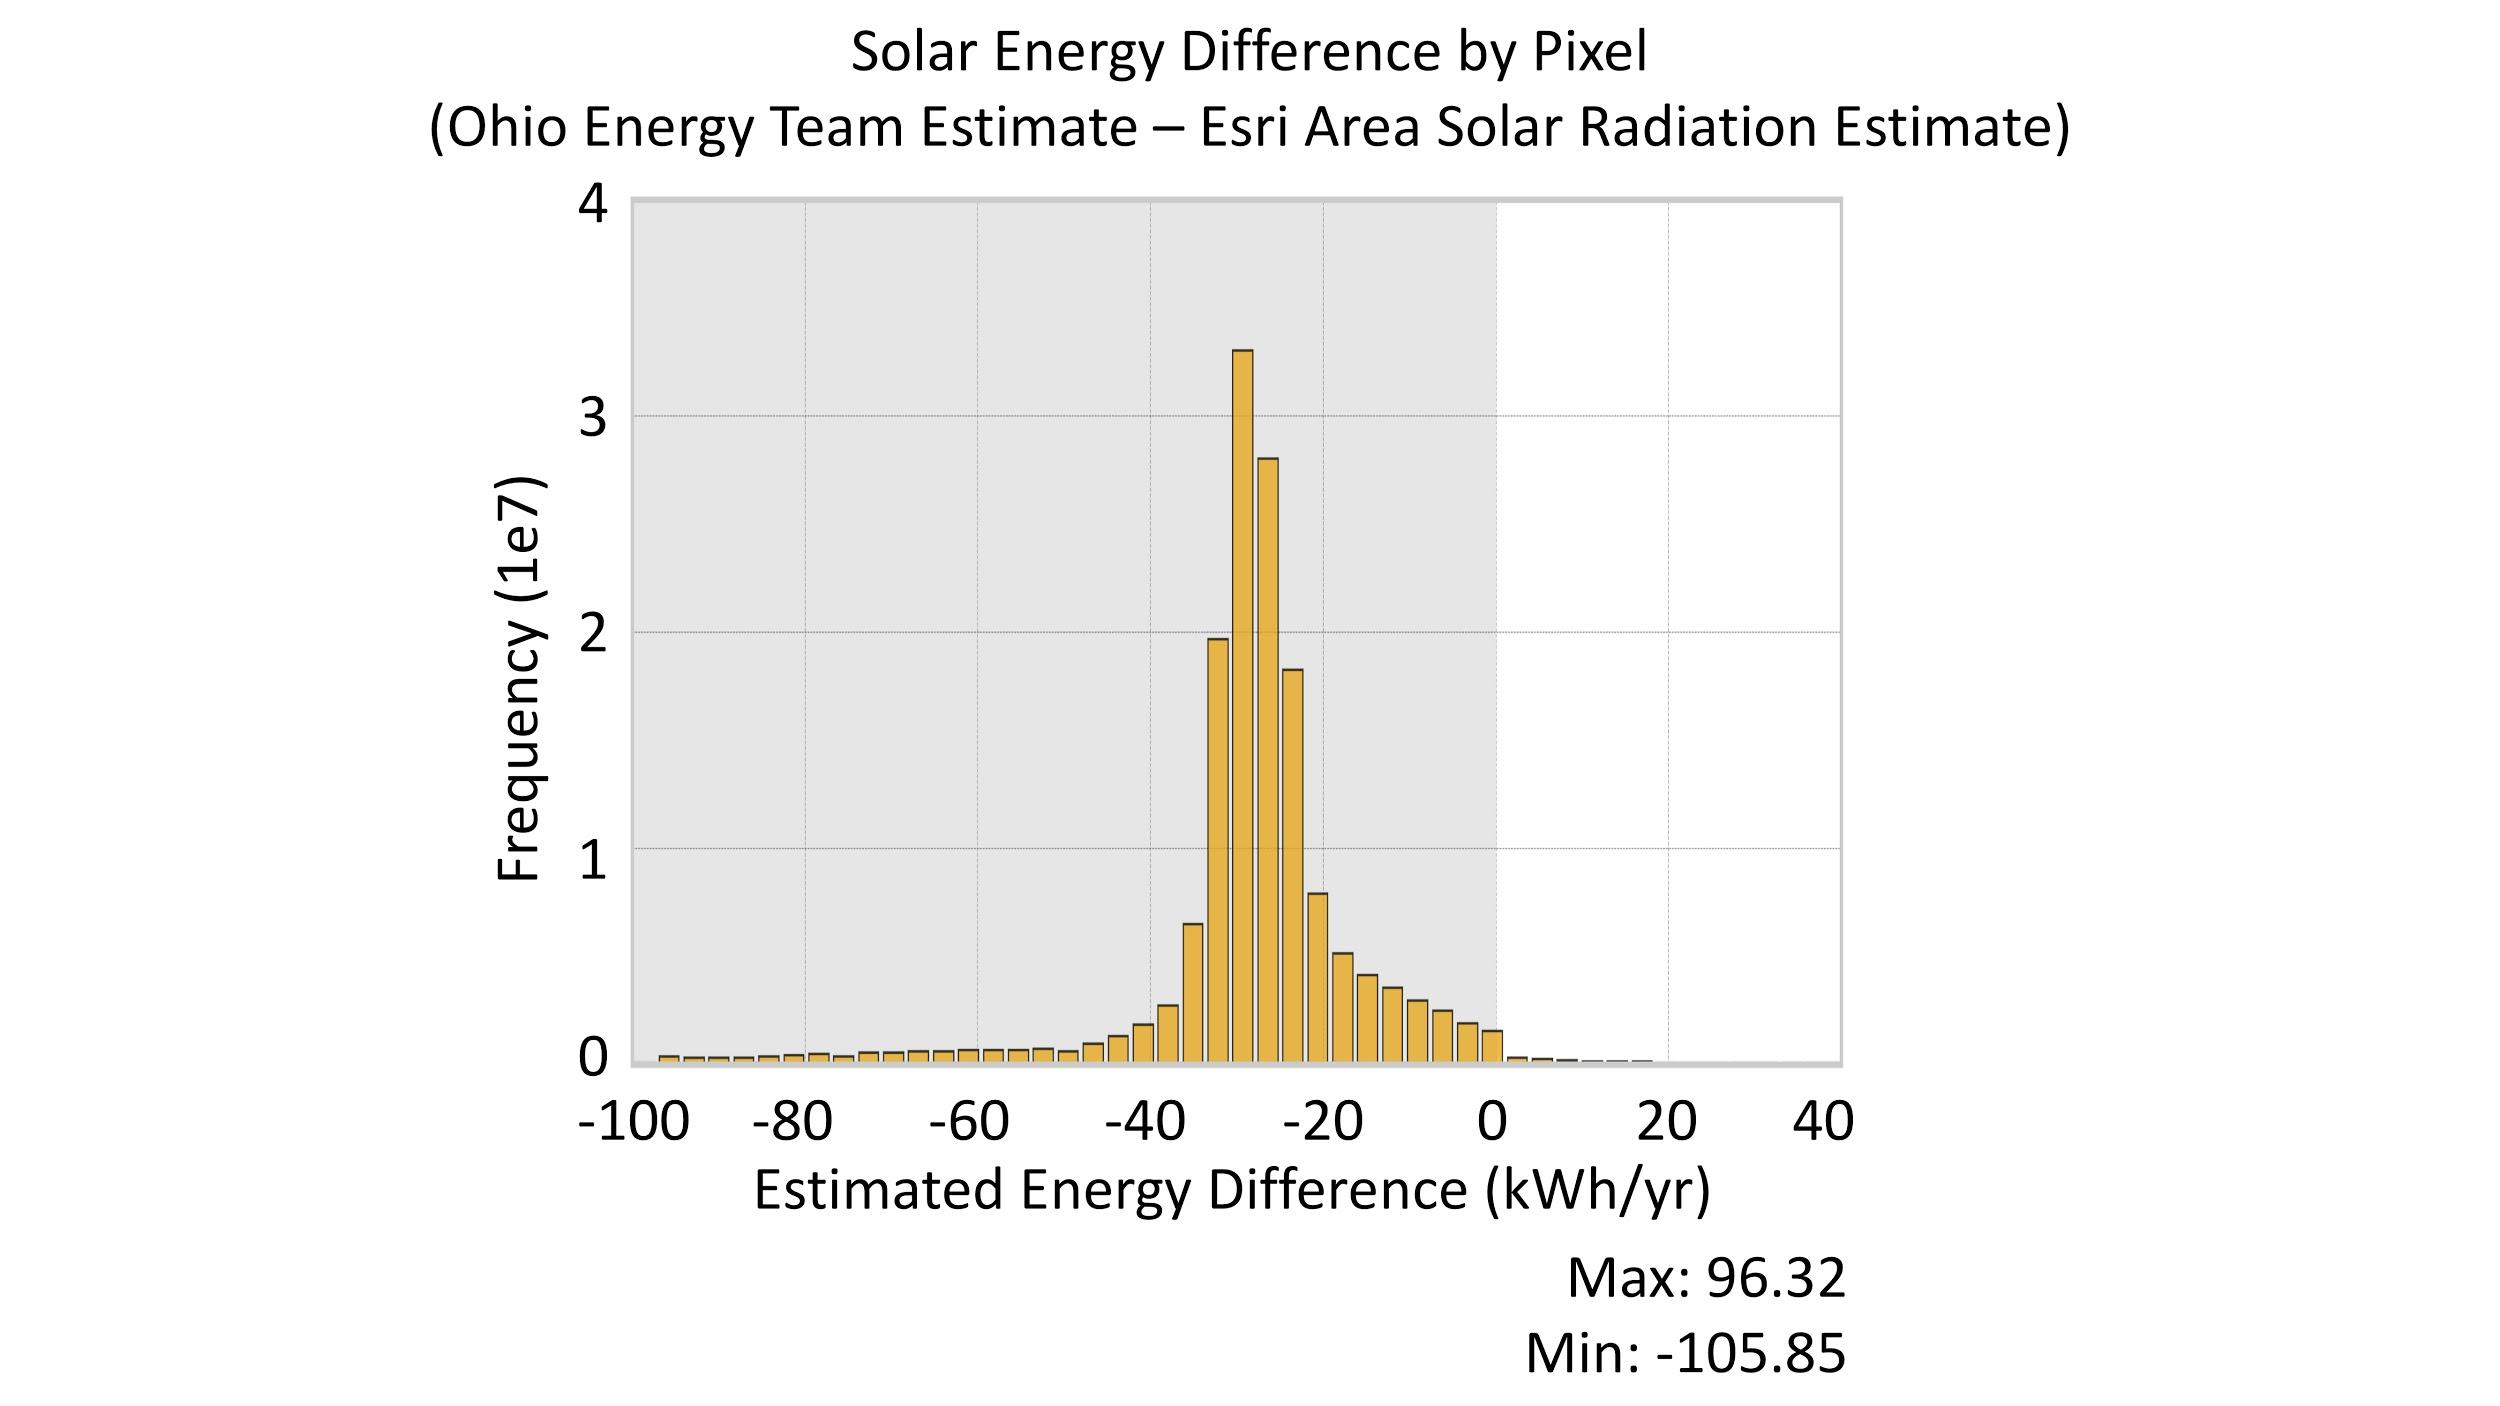 Solar Energy Difference by Pixel
(Ohio Energy Team Estimate — Esri Area Solar Radiation Estimate)
4
3
2
1
0
Frequency (1e7)
-100 -80 -60 -40 -20 0 20 40
Estimated Energy Difference (kWh/yr)
Max: 96.32
Min: -105.85